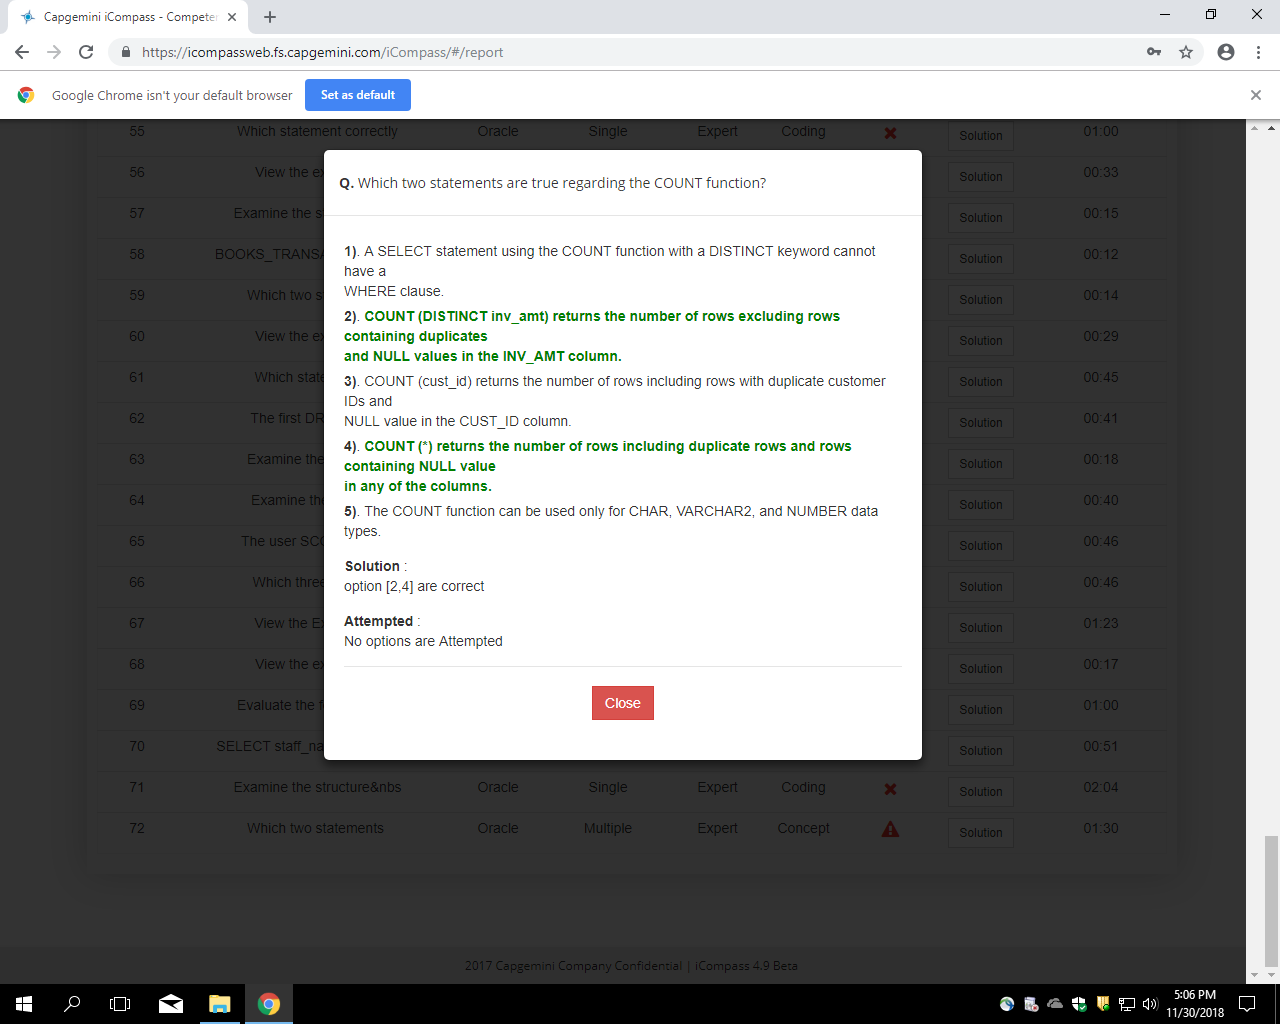 Capgemini iCompass - Competen
https://icompassweb.fs.capgemini.com/iCompass/#/report
Google Chrome isn't your default browser
Set as default
55 Which statement correctly Oracle Single Expert Coding Solution 01:00
56 View the ex Solution 00:33
57 Examine the s Solution 00:15
58 BOOKS_TRANSA Solution 00:12
59 Which two s Solution 00:14
60 View the ex Solution 00:29
61 Which state Solution 00:45
62 The first DR Solution 00:41
63 Examine the Solution 00:18
64 Examine th Solution 00:40
65 The user SCO Solution 00:46
66 Which three Solution 00:46
67 View the E Solution 01:23
68 View the ex Solution 00:17
69 Evaluate the f Solution 01:00
70 SELECT staff_na Solution 00:51
71 Examine the structure&nbs Oracle Single Expert Coding Solution 02:04
72 Which two statements Oracle Multiple Expert Concept Solution 01:30
Q. Which two statements are true regarding the COUNT function?
1). A SELECT statement using the COUNT function with a DISTINCT keyword cannot
have a
WHERE clause.
2). COUNT (DISTINCT inv_amt) returns the number of rows excluding rows
containing duplicates
and NULL values in the INV_AMT column.
3). COUNT (cust_id) returns the number of rows including rows with duplicate customer
IDs and
NULL value in the CUST_ID column.
4). COUNT (*) returns the number of rows including duplicate rows and rows
containing NULL value
in any of the columns.
5). The COUNT function can be used only for CHAR, VARCHAR2, and NUMBER data
types.
Solution :
option [2,4] are correct
Attempted :
No options are Attempted
Close
2017 Capgemini Company Confidential | iCompass 4.9 Beta
5:06 PM
11/30/2018